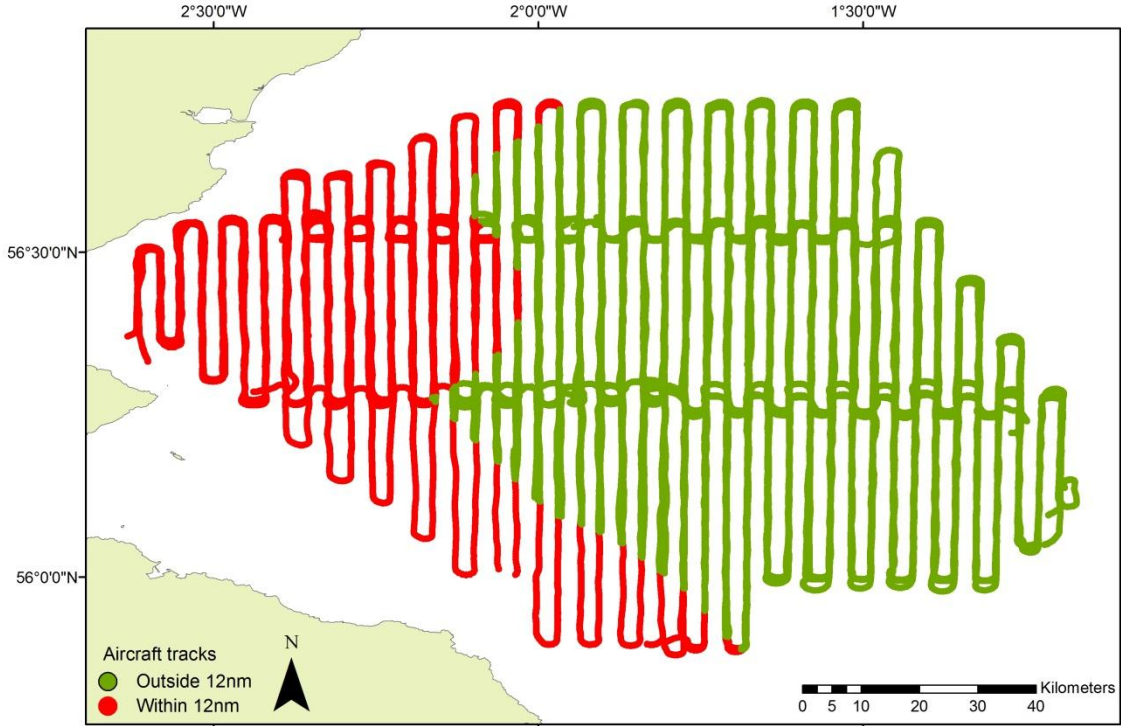 2°30'0"W 2°0'0"W 1°30'0"W
56°30'0"N
56°0'0"N
Aircraft tracks
Outside 12nm
Within 12nm
N
Kilometers
0 5 10 20 30 40